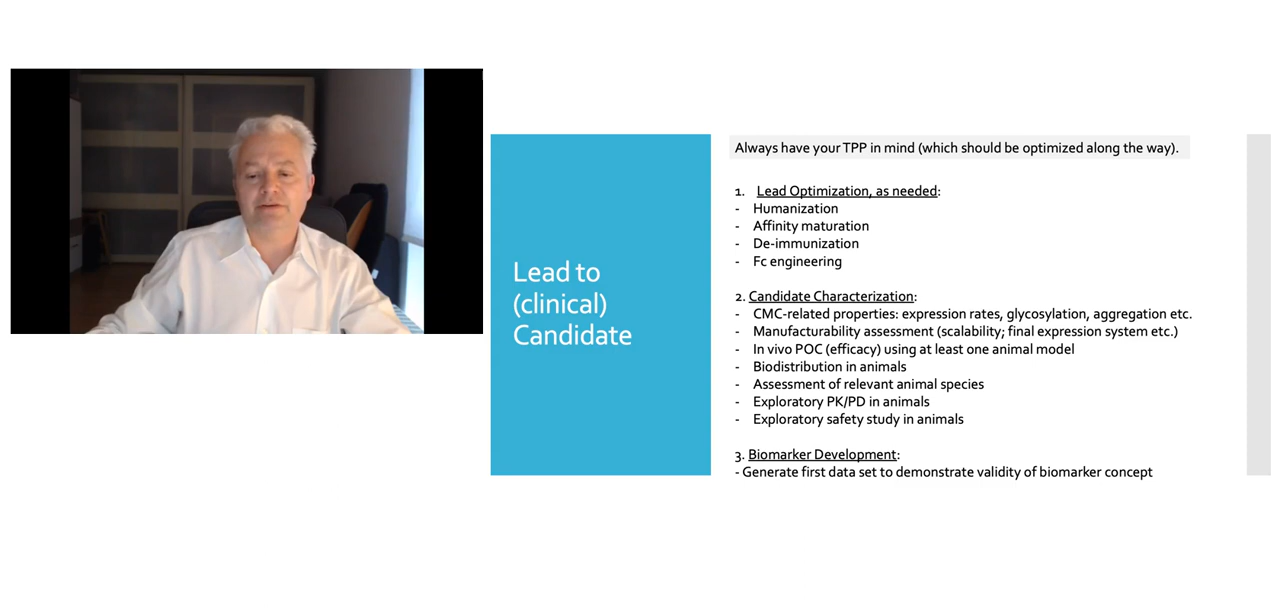 Lead to
(clinical)
Candidate
Always have your TPP in mind (which should be optimized along the way).
1. Lead Optimization, as needed:
- Humanization
- Affinity maturation
- De-immunization
- Fc engineering
2. Candidate Characterization:
- CMC-related properties: expression rates, glycosylation, aggregation etc.
- Manufacturability assessment (scalability; final expression system etc.)
- In vivo POC (efficacy) using at least one animal model
- Biodistribution in animals
- Assessment of relevant animal species
- Exploratory PK/PD in animals
- Exploratory safety study in animals
3. Biomarker Development:
- Generate first data set to demonstrate validity of biomarker concept